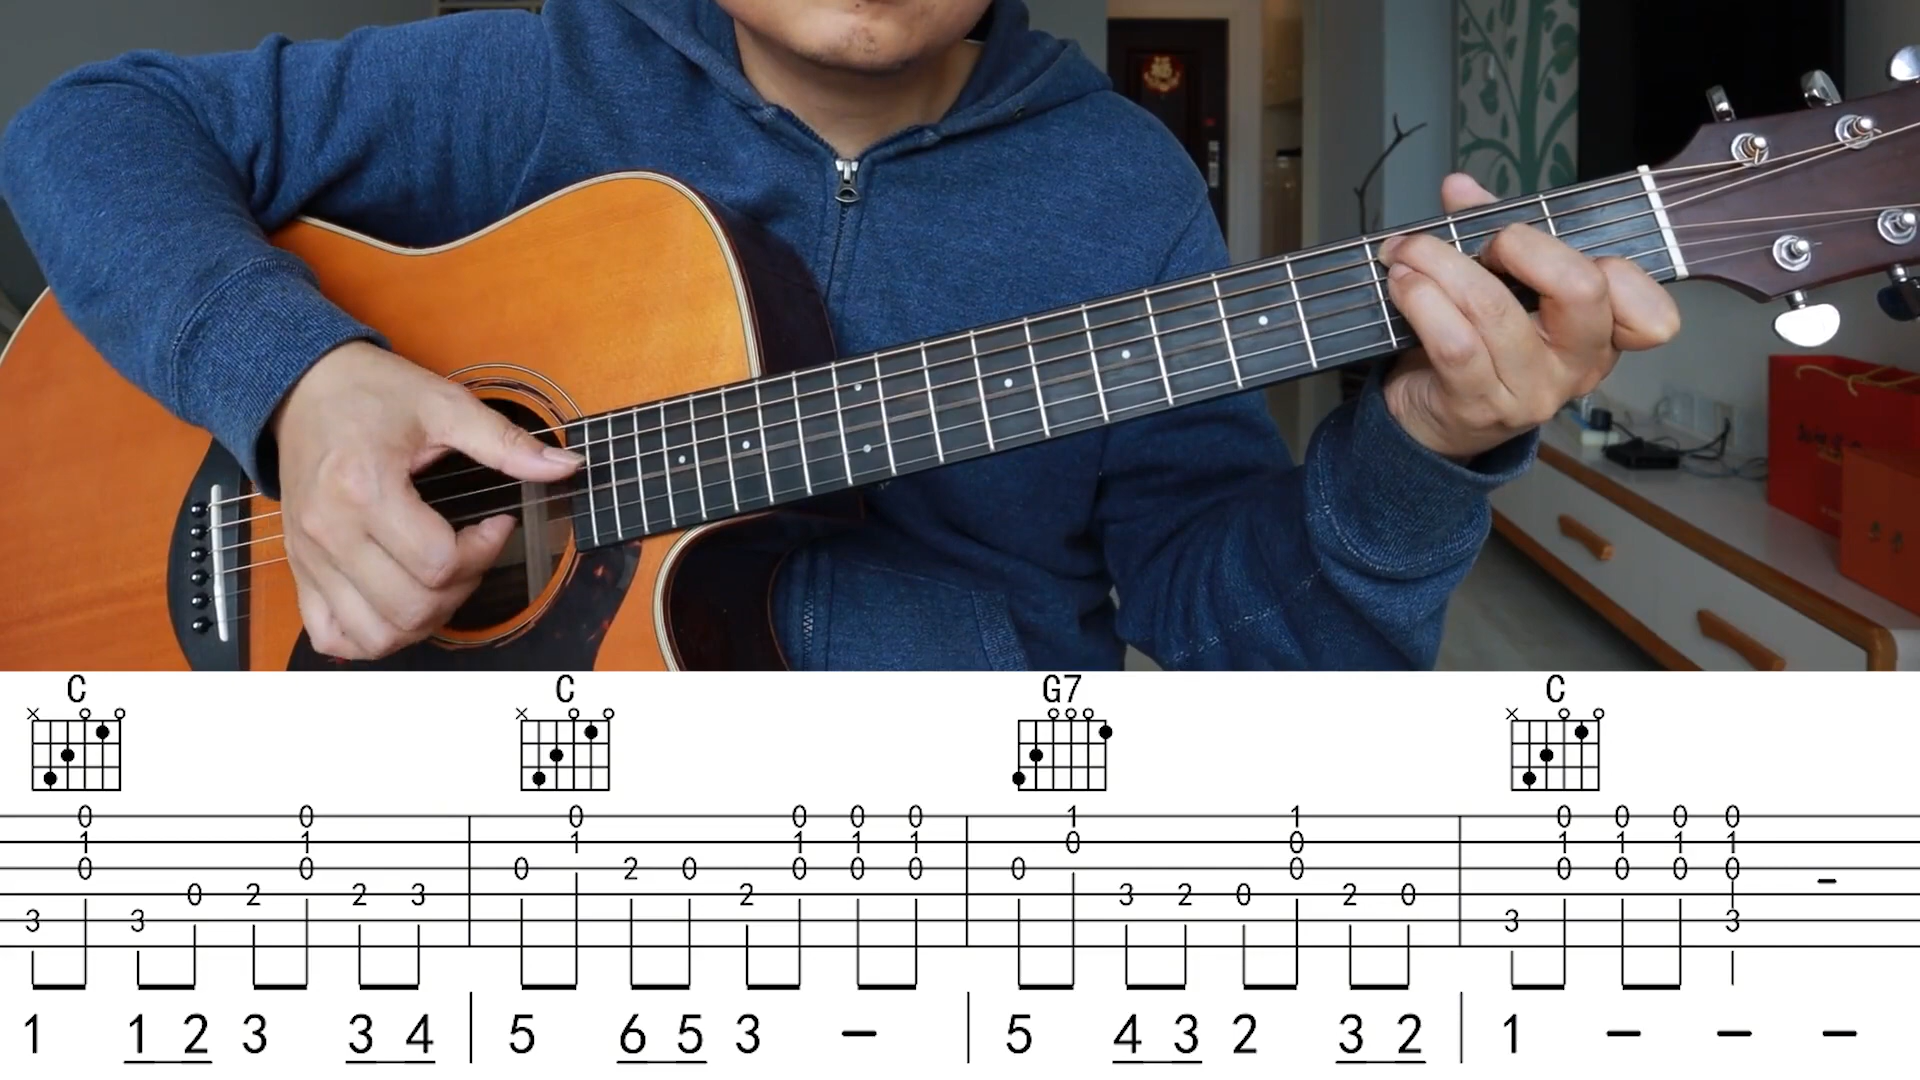 C C G7 C
× ○ ○ × ○ ○ ○ ○ ○ × ○ ○
0 0 0 0 0 0 1 1 0 0 0 0
1 1 1 1 1 1 0 0 1 1 1 1
0 0 0 2 0 0 0 0 0 0 0 0 0 0
0 2 2 3 2 3 2 0 2 0 -
3 3 3 3
1 1 2 3 3 4 | 5 6 5 3 - | 5 4 3 2 3 2 | 1 - - -